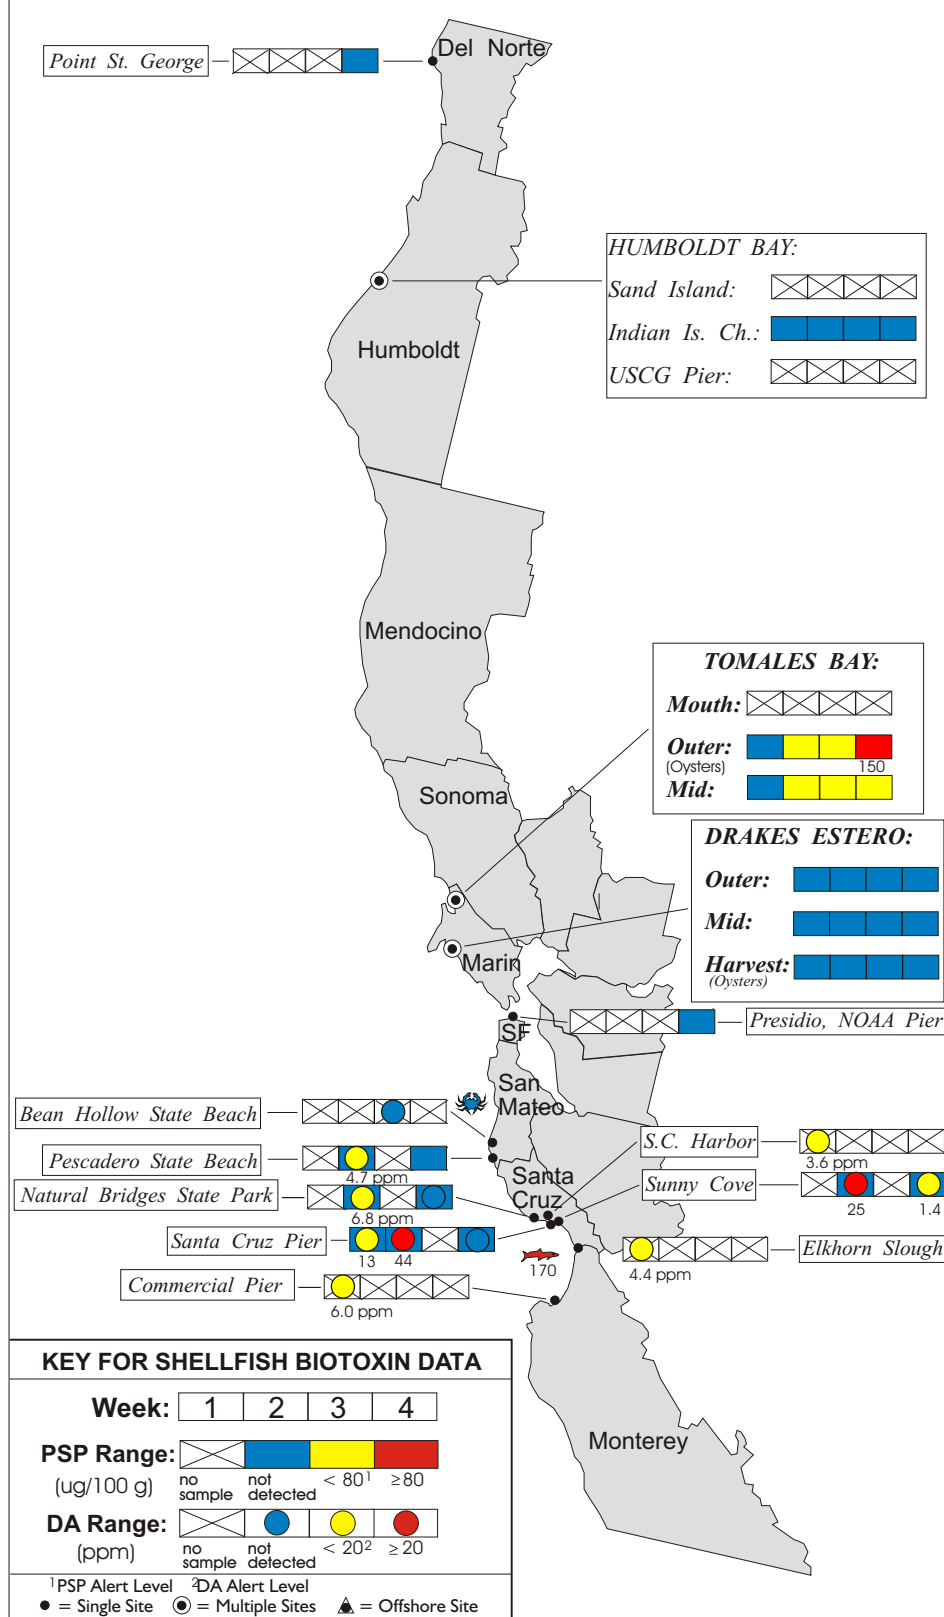 Del Norte
Point St. George
HUMBOLDT BAY:
Sand Island:
Indian Is. Ch.:
USCG Pier:
Humboldt
Mendocino
TOMALES BAY:
Mouth:
Outer:
(Oysters)
150
Mid:
Sonoma
DRAKES ESTERO:
Outer:
Mid:
Harvest:
(Oysters)
Marin
Presidio, NOAA Pier
SF
San
Mateo
Bean Hollow State Beach
S.C. Harbor
3.6 ppm
Pescadero State Beach
4.7 ppm
Santa
Cruz
Sunny Cove
25
1.4
Natural Bridges State Park
6.8 ppm
Santa Cruz Pier
13
44
170
Elkhorn Slough
4.4 ppm
Commercial Pier
6.0 ppm
Monterey
KEY FOR SHELLFISH BIOTOXIN DATA
Week: 1 2 3 4
PSP Range:
(ug/100 g)
no sample
not detected
< 80¹
≥80
DA Range:
(ppm)
no sample
not detected
< 20²
≥ 20
¹PSP Alert Level ²DA Alert Level
= Single Site = Multiple Sites = Offshore Site